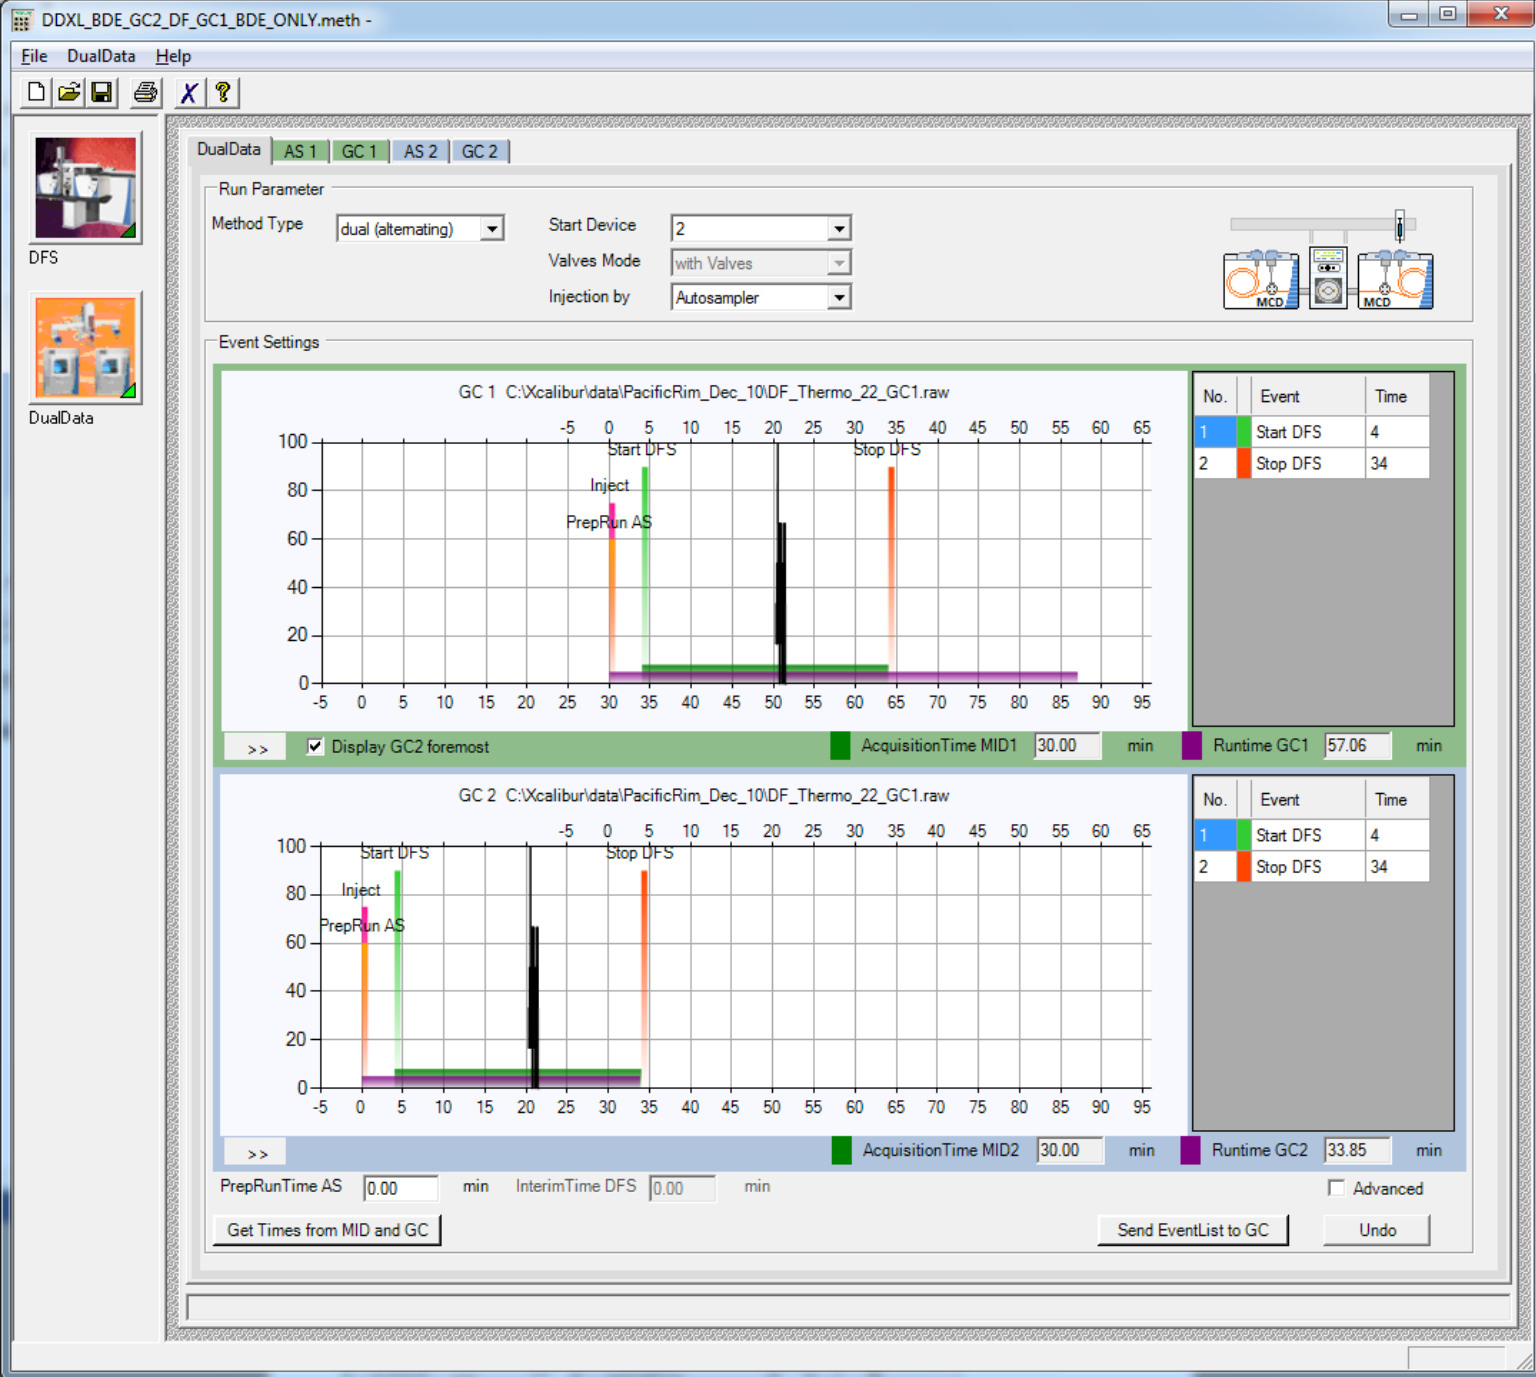 DDXL_BDE_GC2_DF_GC1_BDE_ONLY.meth -
File DualData Help
DFS
DualData
DualData AS 1 GC 1 AS 2 GC 2
Run Parameter
Method Type dual (alternating) Start Device 2
Valves Mode with Valves
Injection by Autosampler
MCD MCD
Event Settings
GC 1 C:\Xcalibur\data\PacificRim_Dec_10\DF_Thermo_22_GC1.raw
-5 0 5 10 15 20 25 30 35 40 45 50 55 60 65
100
80
60
40
20
0
Start DFS Stop DFS
Inject
PrepRun AS
-5 0 5 10 15 20 25 30 35 40 45 50 55 60 65 70 75 80 85 90 95
No. Event Time
1 Start DFS 4
2 Stop DFS 34
>> Display GC2 foremost AcquisitionTime MID1 30.00 min Runtime GC1 57.06 min
GC 2 C:\Xcalibur\data\PacificRim_Dec_10\DF_Thermo_22_GC1.raw
-5 0 5 10 15 20 25 30 35 40 45 50 55 60 65
100
80
60
40
20
0
Start DFS Stop DFS
Inject
PrepRun AS
-5 0 5 10 15 20 25 30 35 40 45 50 55 60 65 70 75 80 85 90 95
No. Event Time
1 Start DFS 4
2 Stop DFS 34
>> AcquisitionTime MID2 30.00 min Runtime GC2 33.85 min
PrepRunTime AS 0.00 min InterimTime DFS 0.00 min Advanced
Get Times from MID and GC Send EventList to GC Undo